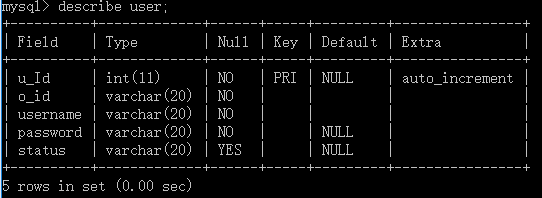 mysql> describe user;
+----------+-------------+------+-----+---------+----------------+
| Field    | Type        | Null | Key | Default | Extra          |
+----------+-------------+------+-----+---------+----------------+
| u_Id     | int(11)     | NO   | PRI | NULL    | auto_increment |
| o_id     | varchar(20) | NO   |     |         |                |
| username | varchar(20) | NO   |     |         |                |
| password | varchar(20) | NO   |     | NULL    |                |
| status   | varchar(20) | YES  |     | NULL    |                |
+----------+-------------+------+-----+---------+----------------+
5 rows in set (0.00 sec)